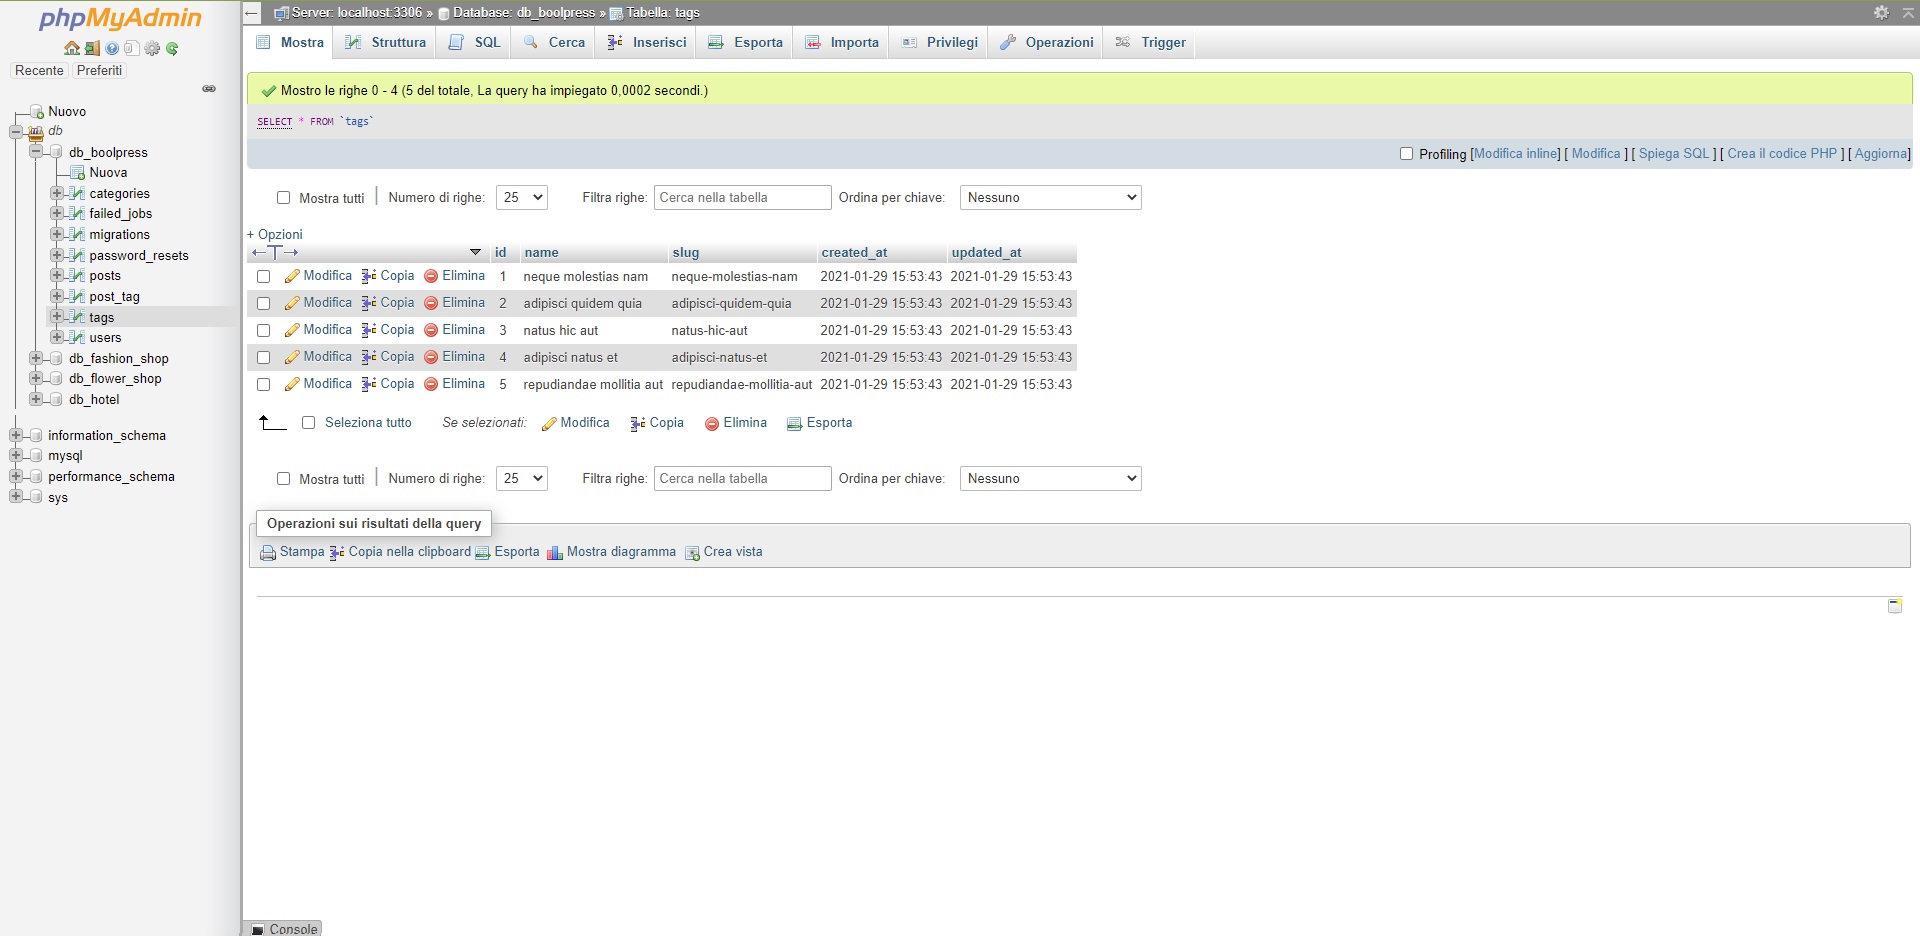 phpMyAdmin
Recente Preferiti
Nuovo
db
db_boolpress
Nuova
categories
failed_jobs
migrations
password_resets
posts
post_tag
tags
users
db_fashion_shop
db_flower_shop
db_hotel
information_schema
mysql
performance_schema
sys
Server: localhost:3306 » Database: db_boolpress » Tabella: tags
Mostra Struttura SQL Cerca Inserisci Esporta Importa Privilegi Operazioni Trigger
Mostro le righe 0 - 4 (5 del totale, La query ha impiegato 0,0002 secondi.)
SELECT * FROM `tags`
Profiling [Modifica inline] [ Modifica ] [ Spiega SQL ] [ Crea il codice PHP ] [ Aggiorna]
Mostra tutti Numero di righe: 25 Filtra righe: Cerca nella tabella Ordina per chiave: Nessuno
+ Opzioni
←T→ id name slug created_at updated_at
Modifica Copia Elimina 1 neque molestias nam neque-molestias-nam 2021-01-29 15:53:43 2021-01-29 15:53:43
Modifica Copia Elimina 2 adipisci quidem quia adipisci-quidem-quia 2021-01-29 15:53:43 2021-01-29 15:53:43
Modifica Copia Elimina 3 natus hic aut natus-hic-aut 2021-01-29 15:53:43 2021-01-29 15:53:43
Modifica Copia Elimina 4 adipisci natus et adipisci-natus-et 2021-01-29 15:53:43 2021-01-29 15:53:43
Modifica Copia Elimina 5 repudiandae mollitia aut repudiandae-mollitia-aut 2021-01-29 15:53:43 2021-01-29 15:53:43
Seleziona tutto Se selezionati: Modifica Copia Elimina Esporta
Mostra tutti Numero di righe: 25 Filtra righe: Cerca nella tabella Ordina per chiave: Nessuno
Operazioni sui risultati della query
Stampa Copia nella clipboard Esporta Mostra diagramma Crea vista
Console